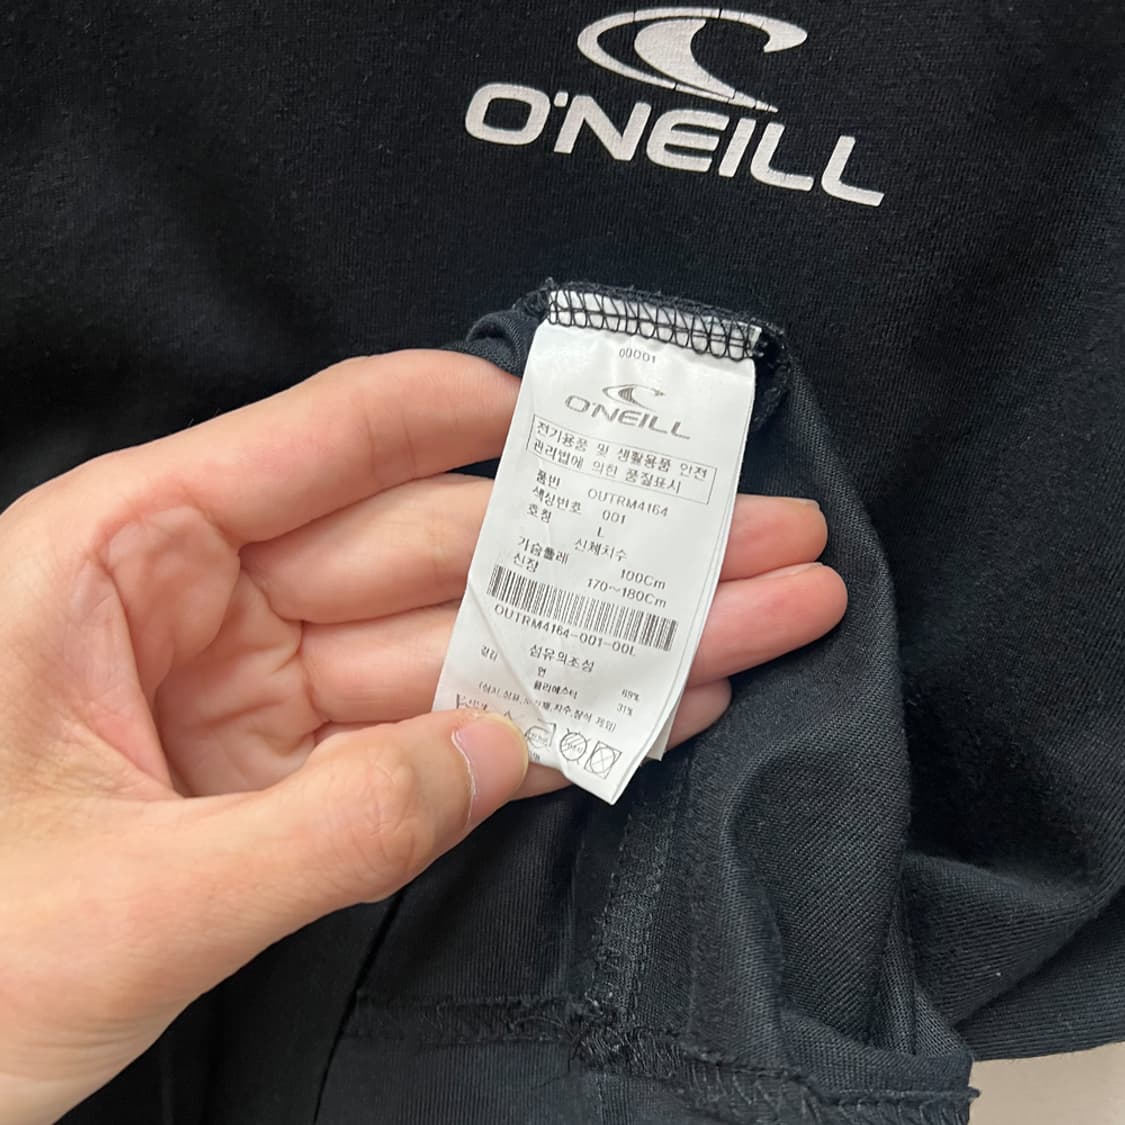 O'NEILL
00001
O'NEILL
전기용품 및 생활용품 안전
관리법에 의한 품질표시
품번 OUTRM4164
색상번호 001
호칭 L
신체치수
가슴둘레 100Cm
신장 170~180Cm
OUTRM4164-001-00L
섬유의조성
겉감 면 69%
폴리에스터 31%